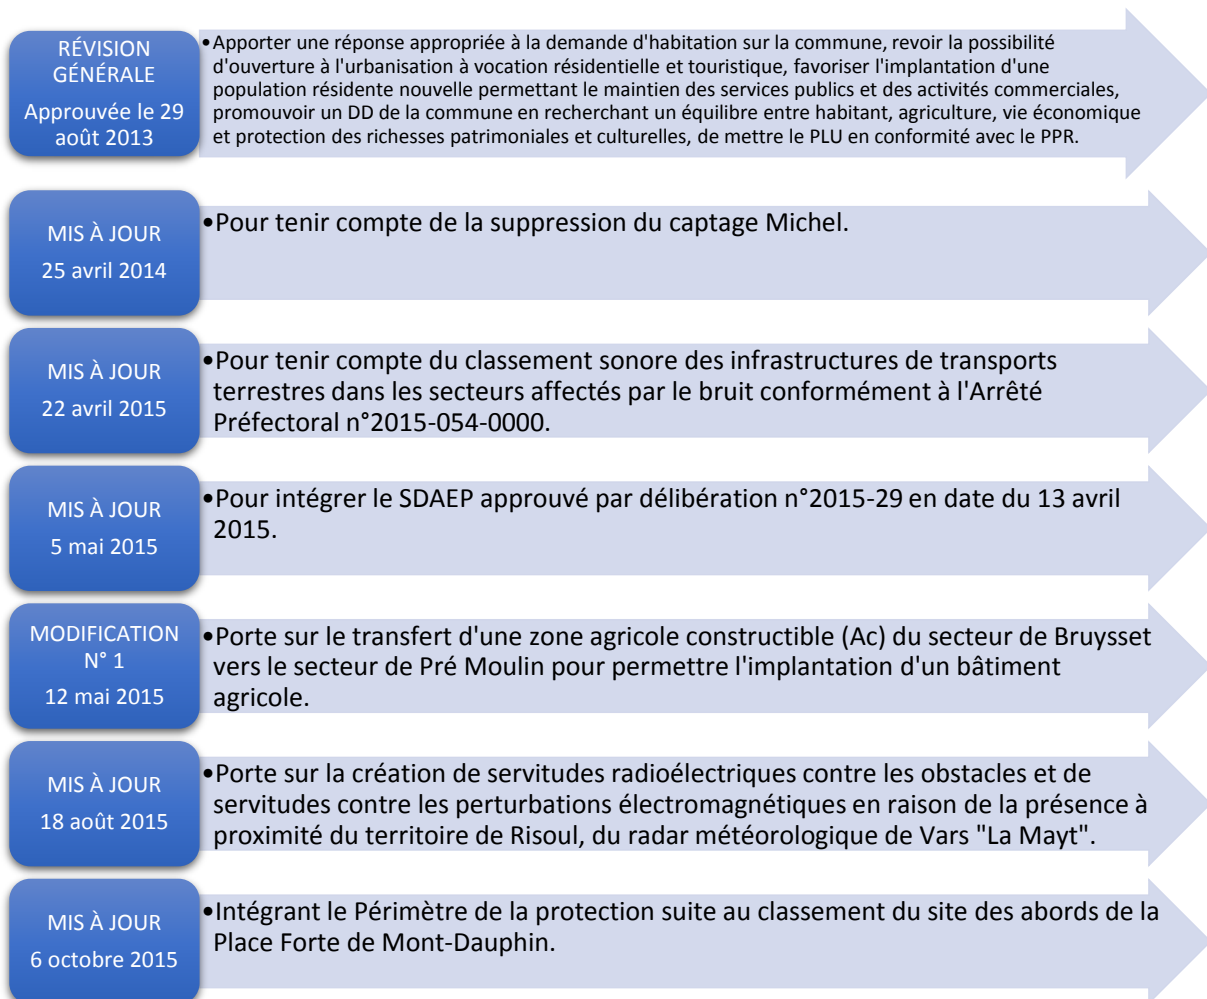 RÉVISION
GÉNÉRALE
Approuvée le 29
août 2013
•Apporter une réponse appropriée à la demande d'habitation sur la commune, revoir la possibilité
d'ouverture à l'urbanisation à vocation résidentielle et touristique, favoriser l'implantation d'une
population résidente nouvelle permettant le maintien des services publics et des activités commerciales,
promouvoir un DD de la commune en recherchant un équilibre entre habitant, agriculture, vie économique
et protection des richesses patrimoniales et culturelles, de mettre le PLU en conformité avec le PPR.
MIS À JOUR
25 avril 2014
•Pour tenir compte de la suppression du captage Michel.
MIS À JOUR
22 avril 2015
•Pour tenir compte du classement sonore des infrastructures de transports
terrestres dans les secteurs affectés par le bruit conformément à l'Arrêté
Préfectoral n°2015-054-0000.
MIS À JOUR
5 mai 2015
•Pour intégrer le SDAEP approuvé par délibération n°2015-29 en date du 13 avril
2015.
MODIFICATION
N° 1
12 mai 2015
•Porte sur le transfert d'une zone agricole constructible (Ac) du secteur de Bruysset
vers le secteur de Pré Moulin pour permettre l'implantation d'un bâtiment
agricole.
MIS À JOUR
18 août 2015
•Porte sur la création de servitudes radioélectriques contre les obstacles et de
servitudes contre les perturbations électromagnétiques en raison de la présence à
proximité du territoire de Risoul, du radar météorologique de Vars "La Mayt".
MIS À JOUR
6 octobre 2015
•Intégrant le Périmètre de la protection suite au classement du site des abords de la
Place Forte de Mont-Dauphin.